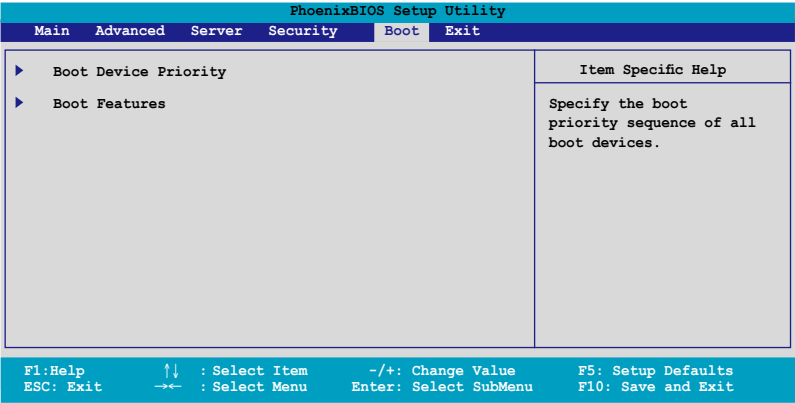 PhoenixBIOS Setup Utility
Main Advanced Server Security Boot Exit
Boot Device Priority
Boot Features
Item Specific Help
Specify the boot
priority sequence of all
boot devices.
F1:Help ↑↓ : Select Item -/+: Change Value F5: Setup Defaults
ESC: Exit →← : Select Menu Enter: Select SubMenu F10: Save and Exit